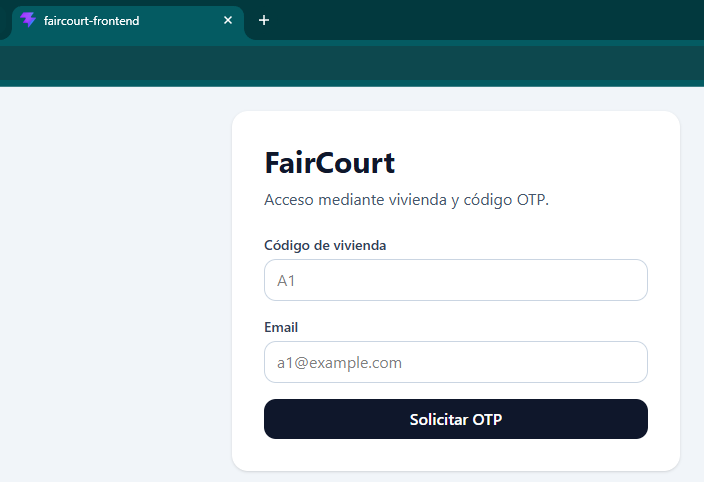 faircourt-frontend
FairCourt
Acceso mediante vivienda y código OTP.
Código de vivienda
A1
Email
a1@example.com
Solicitar OTP